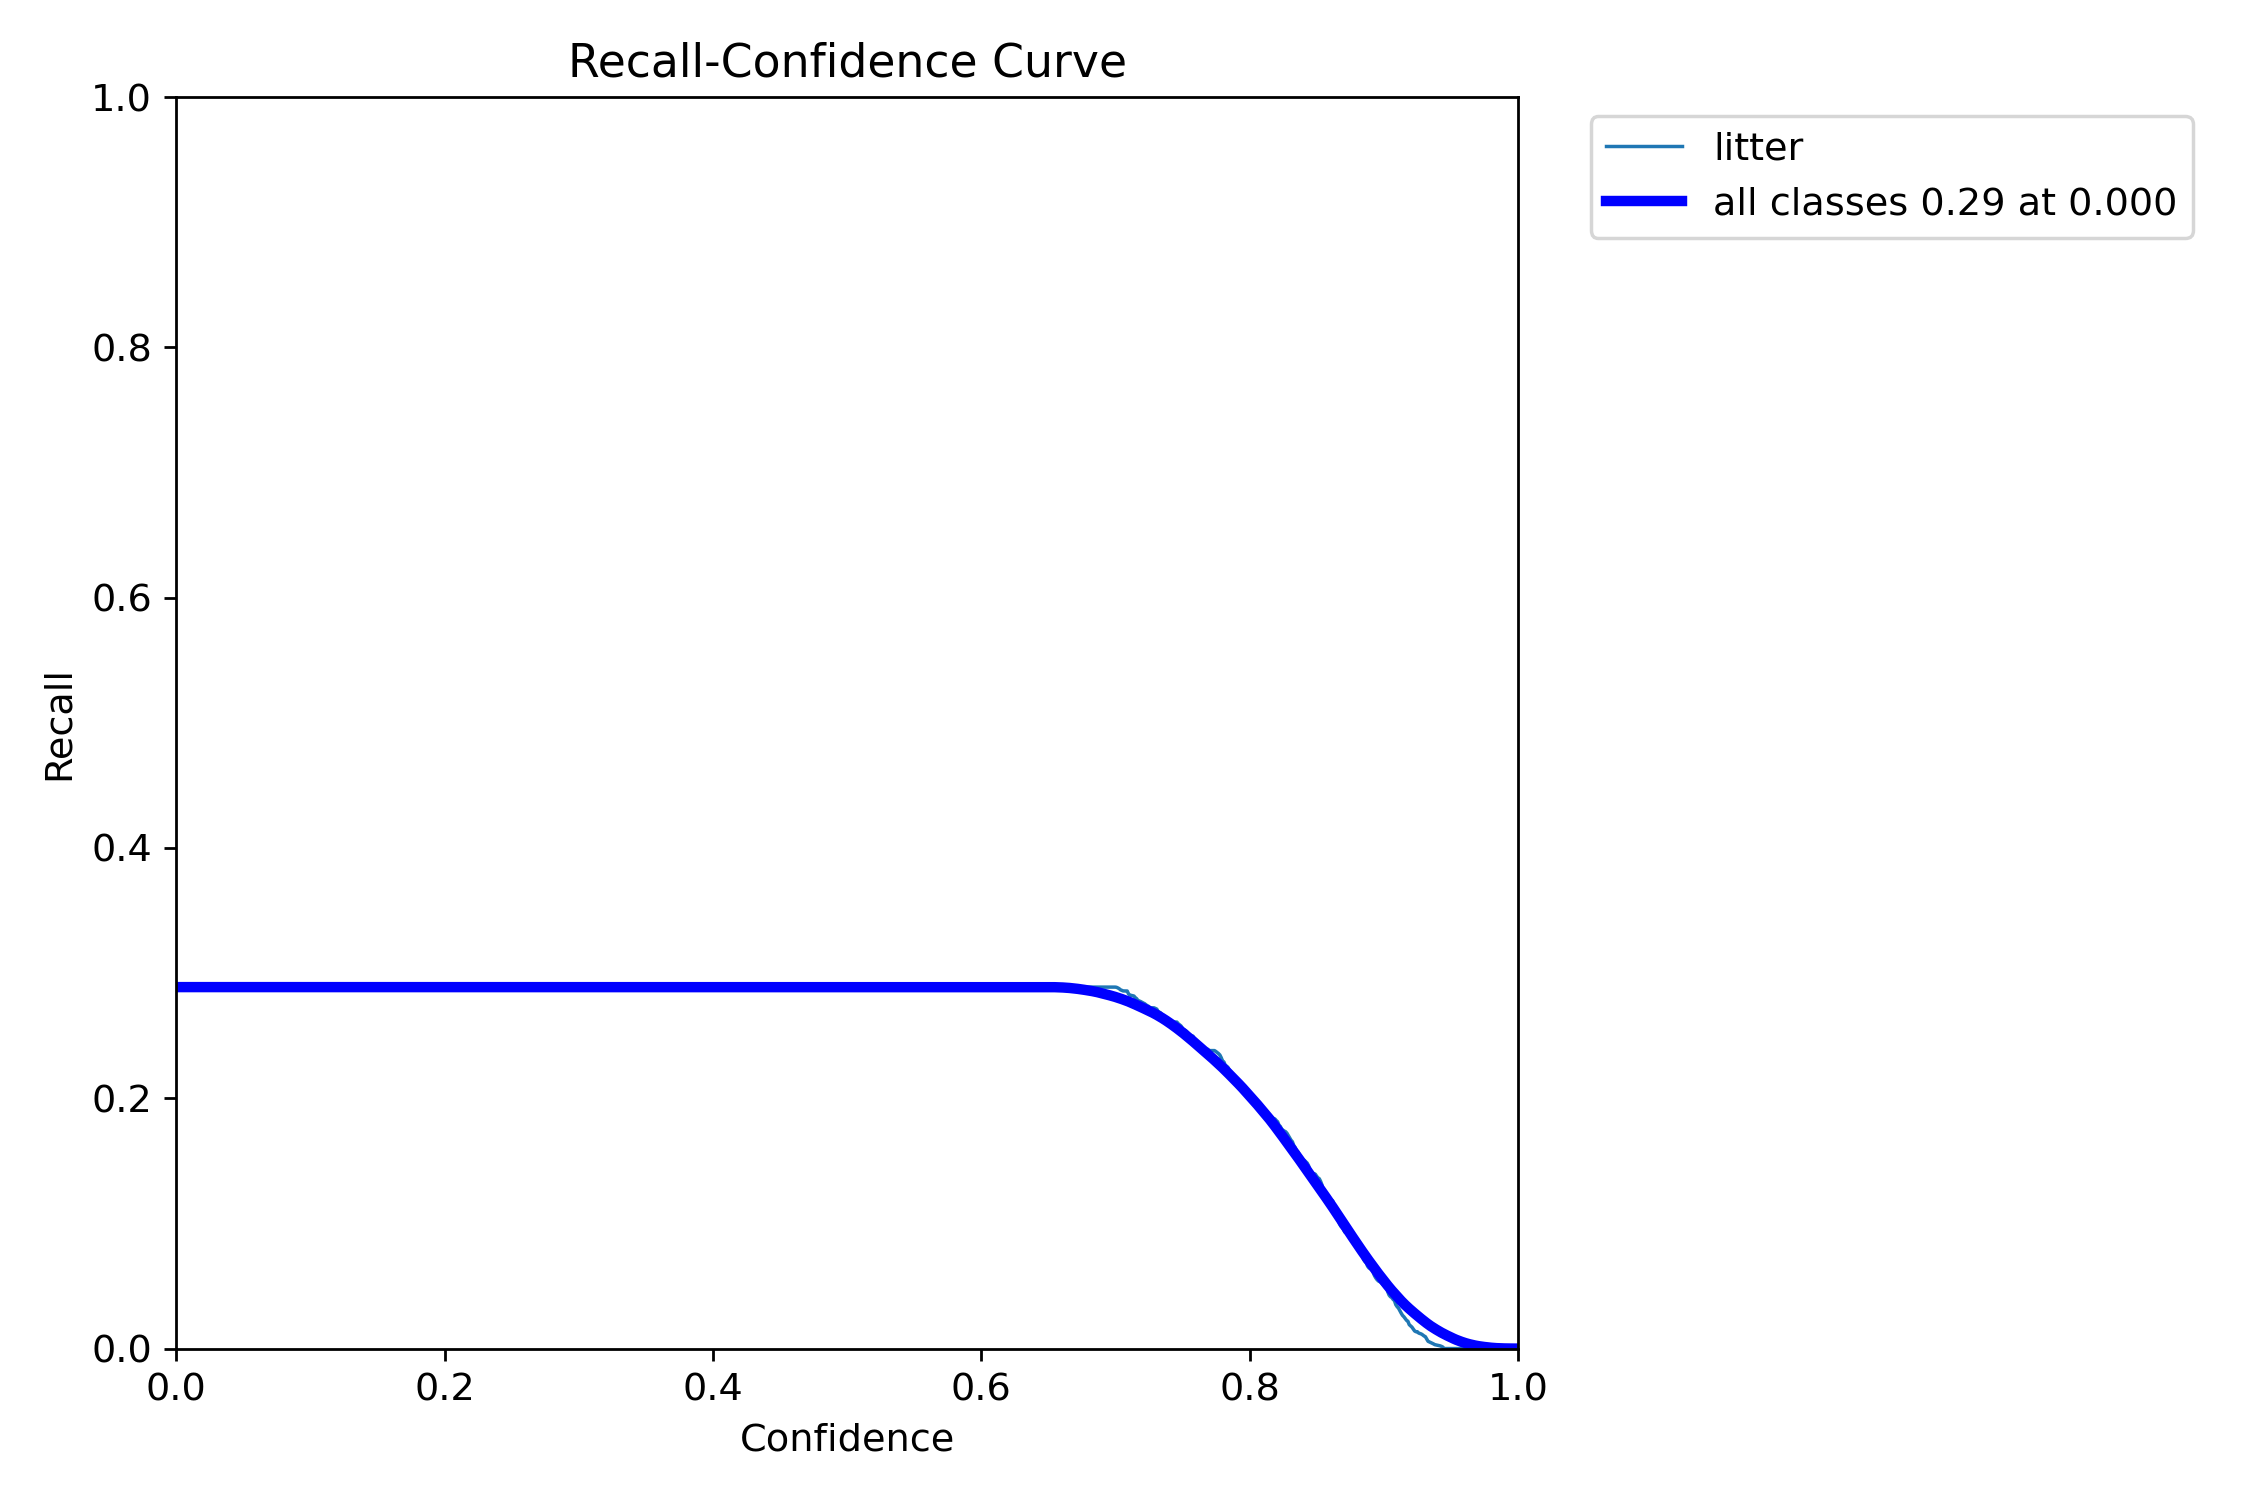 Recall-Confidence Curve
1.0
0.8
0.6
0.4
0.2
0.0
Recall
0.0 0.2 0.4 0.6 0.8 1.0
Confidence
litter
all classes 0.29 at 0.000